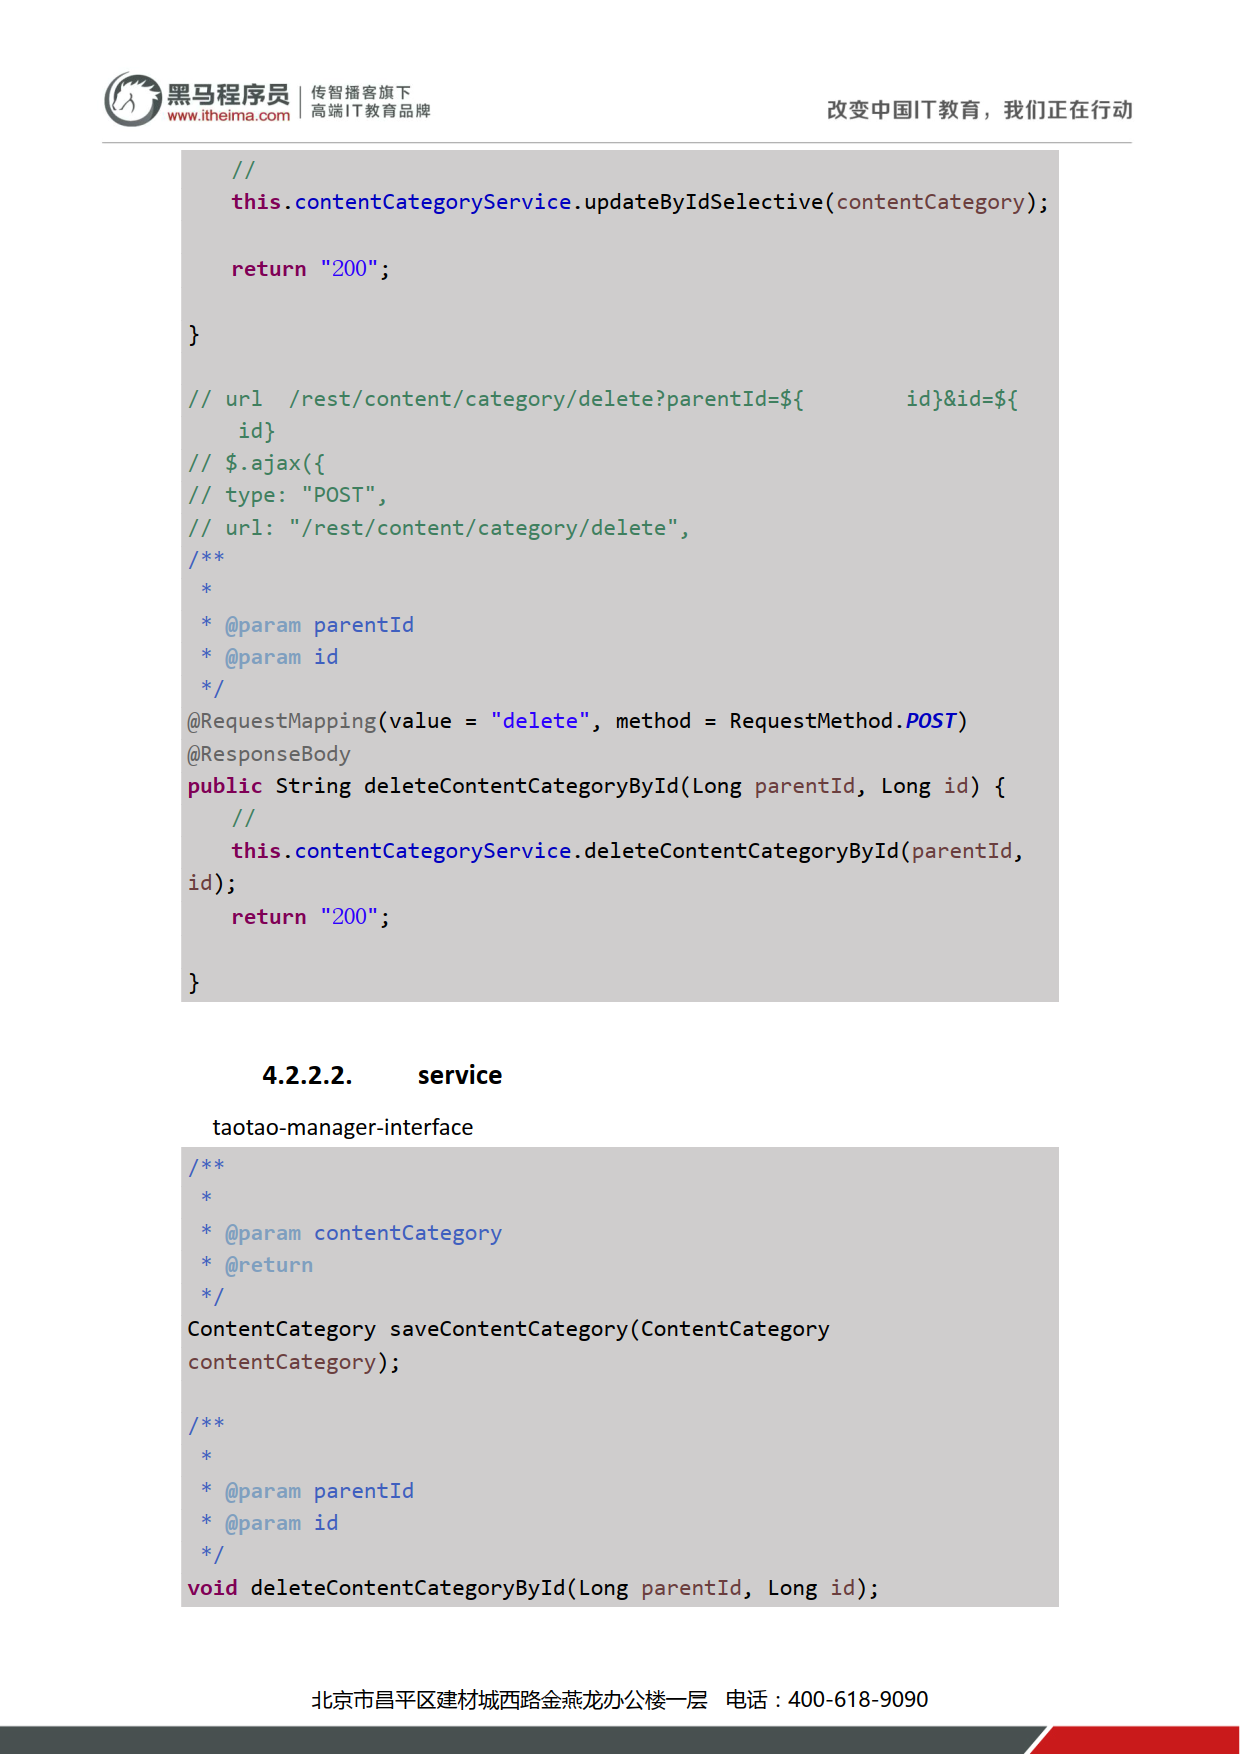 黑马程序员
www.itheima.com
传智播客旗下
高端IT教育品牌
改变中国IT教育，我们正在行动
//
this.contentCategoryService.updateByIdSelective(contentCategory);
return "200";
}
// url  /rest/content/category/delete?parentId=${        id}&id=${
id}
// $.ajax({
// type: "POST",
// url: "/rest/content/category/delete",
/**
 *
 * @param parentId
 * @param id
 */
@RequestMapping(value = "delete", method = RequestMethod.POST)
@ResponseBody
public String deleteContentCategoryById(Long parentId, Long id) {
//
this.contentCategoryService.deleteContentCategoryById(parentId,
id);
return "200";
}
4.2.2.2. service
taotao-manager-interface
/**
 *
 * @param contentCategory
 * @return
 */
ContentCategory saveContentCategory(ContentCategory
contentCategory);
/**
 *
 * @param parentId
 * @param id
 */
void deleteContentCategoryById(Long parentId, Long id);
北京市昌平区建材城西路金燕龙办公楼一层 电话：400-618-9090